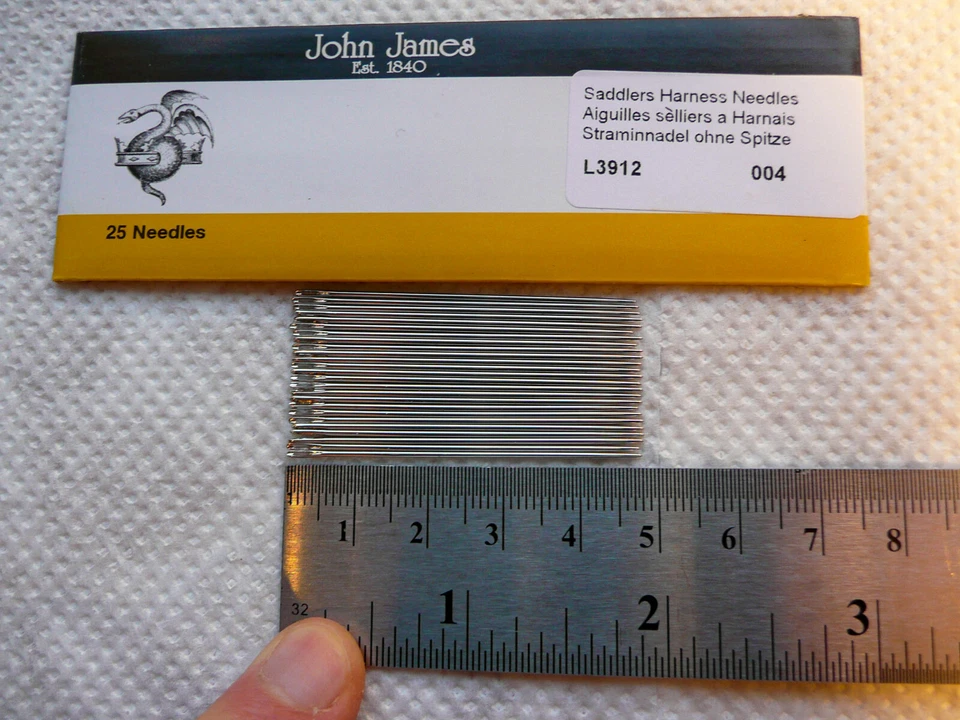 John James
Est. 1840
Saddlers Harness Needles
Aiguilles sèlliers a Harnais
Straminnadel ohne Spitze
L3912 004
25 Needles
1 2 3 4 5 6 7 8
32
1 2 3